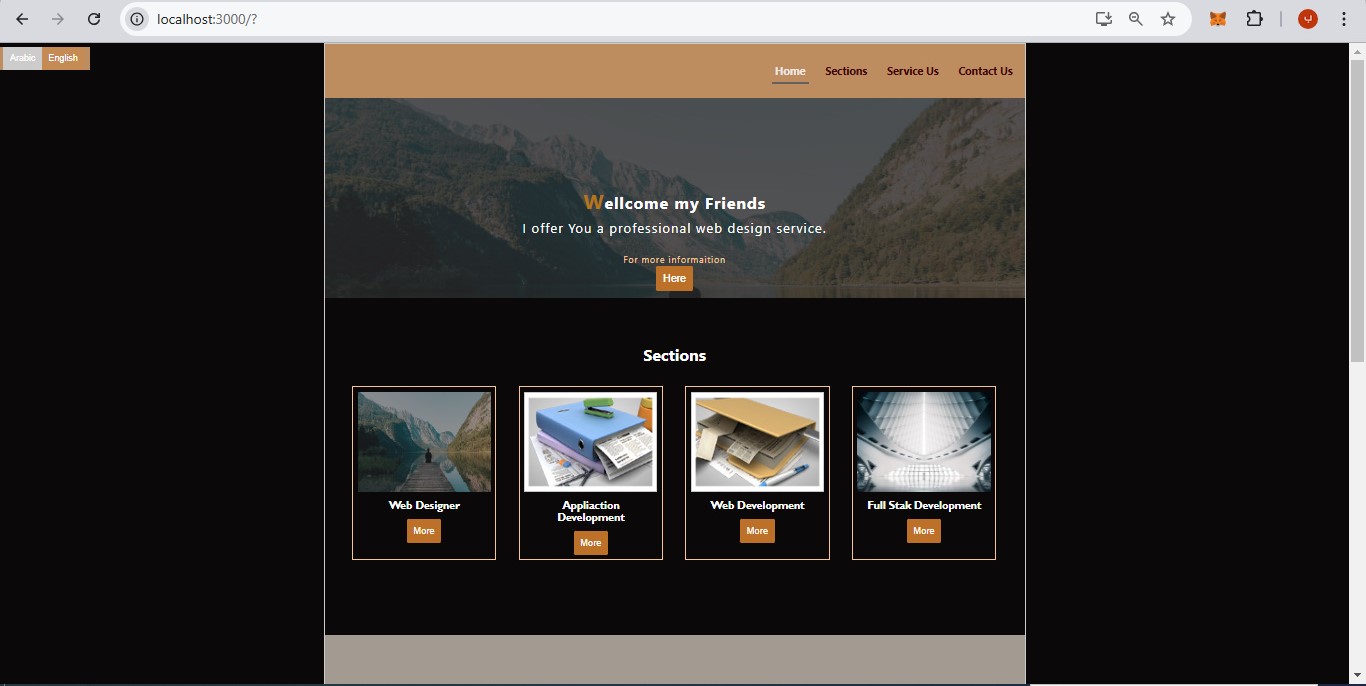 localhost:3000/?
Arabic English
Home Sections Service Us Contact Us
Wellcome my Friends
I offer You a professional web design service.
For more informaition
Here
Sections
Web Designer
More
Appliaction
Development
More
Web Development
More
Full Stak Development
More